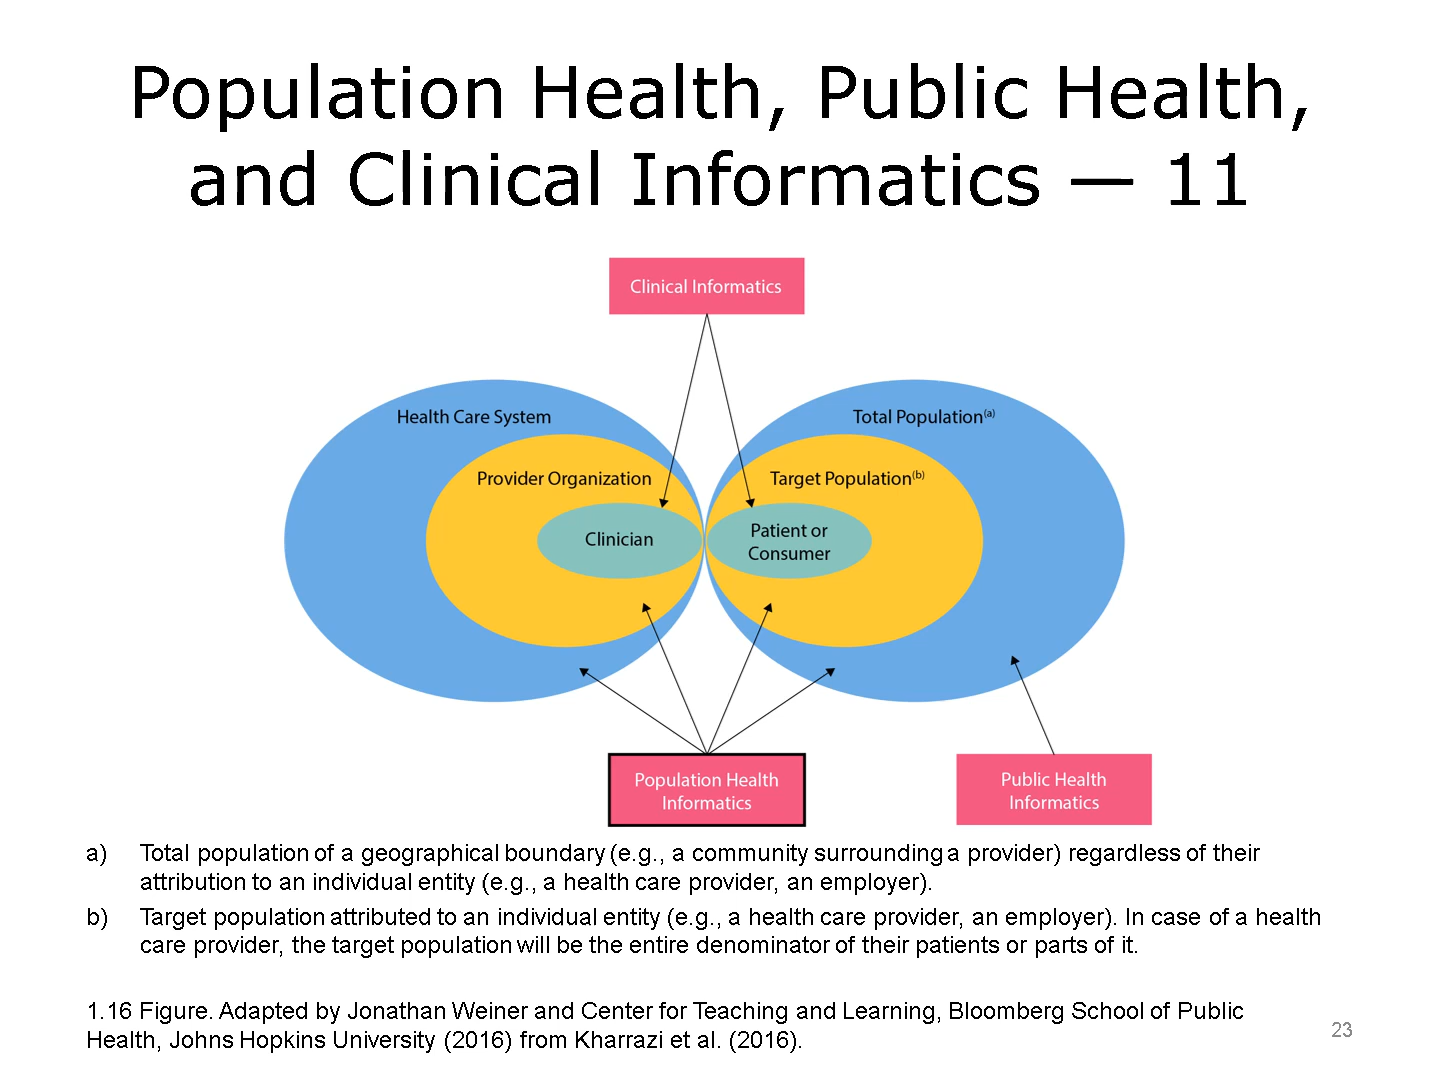 Population Health, Public Health,
and Clinical Informatics — 11
Clinical Informatics
Health Care System
Total Population(a)
Provider Organization
Target Population(b)
Clinician
Patient or
Consumer
Population Health
Informatics
Public Health
Informatics
a) Total population of a geographical boundary (e.g., a community surrounding a provider) regardless of their
attribution to an individual entity (e.g., a health care provider, an employer).
b) Target population attributed to an individual entity (e.g., a health care provider, an employer). In case of a health
care provider, the target population will be the entire denominator of their patients or parts of it.
1.16 Figure. Adapted by Jonathan Weiner and Center for Teaching and Learning, Bloomberg School of Public
Health, Johns Hopkins University (2016) from Kharrazi et al. (2016).
23